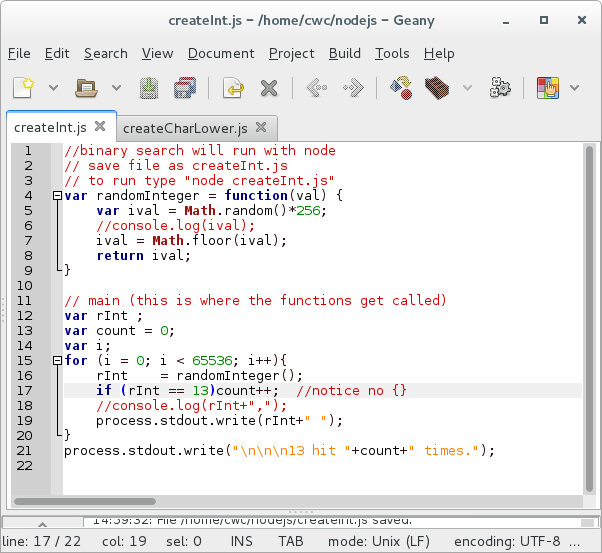 createInt.js – /home/cwc/nodejs – Geany
File Edit Search View Document Project Build Tools Help
createInt.js createCharLower.js
1 //binary search will run with node
2 // save file as createInt.js
3 // to run type "node createInt.js"
4 var randomInteger = function(val) {
5     var ival = Math.random()*256;
6     //console.log(ival);
7     ival = Math.floor(ival);
8     return ival;
9 }
10
11 // main (this is where the functions get called)
12 var rInt ;
13 var count = 0;
14 var i;
15 for (i = 0; i < 65536; i++){
16     rInt    = randomInteger();
17     if (rInt == 13)count++;  //notice no {}
18     //console.log(rInt+",");
19     process.stdout.write(rInt+" ");
20 }
21 process.stdout.write("\n\n\n13 hit "+count+" times.");
22
14:59:32: File /home/cwc/nodejs/createInt.js saved.
line: 17 / 22 col: 19 sel: 0 INS TAB mode: Unix (LF) encoding: UTF-8 ...